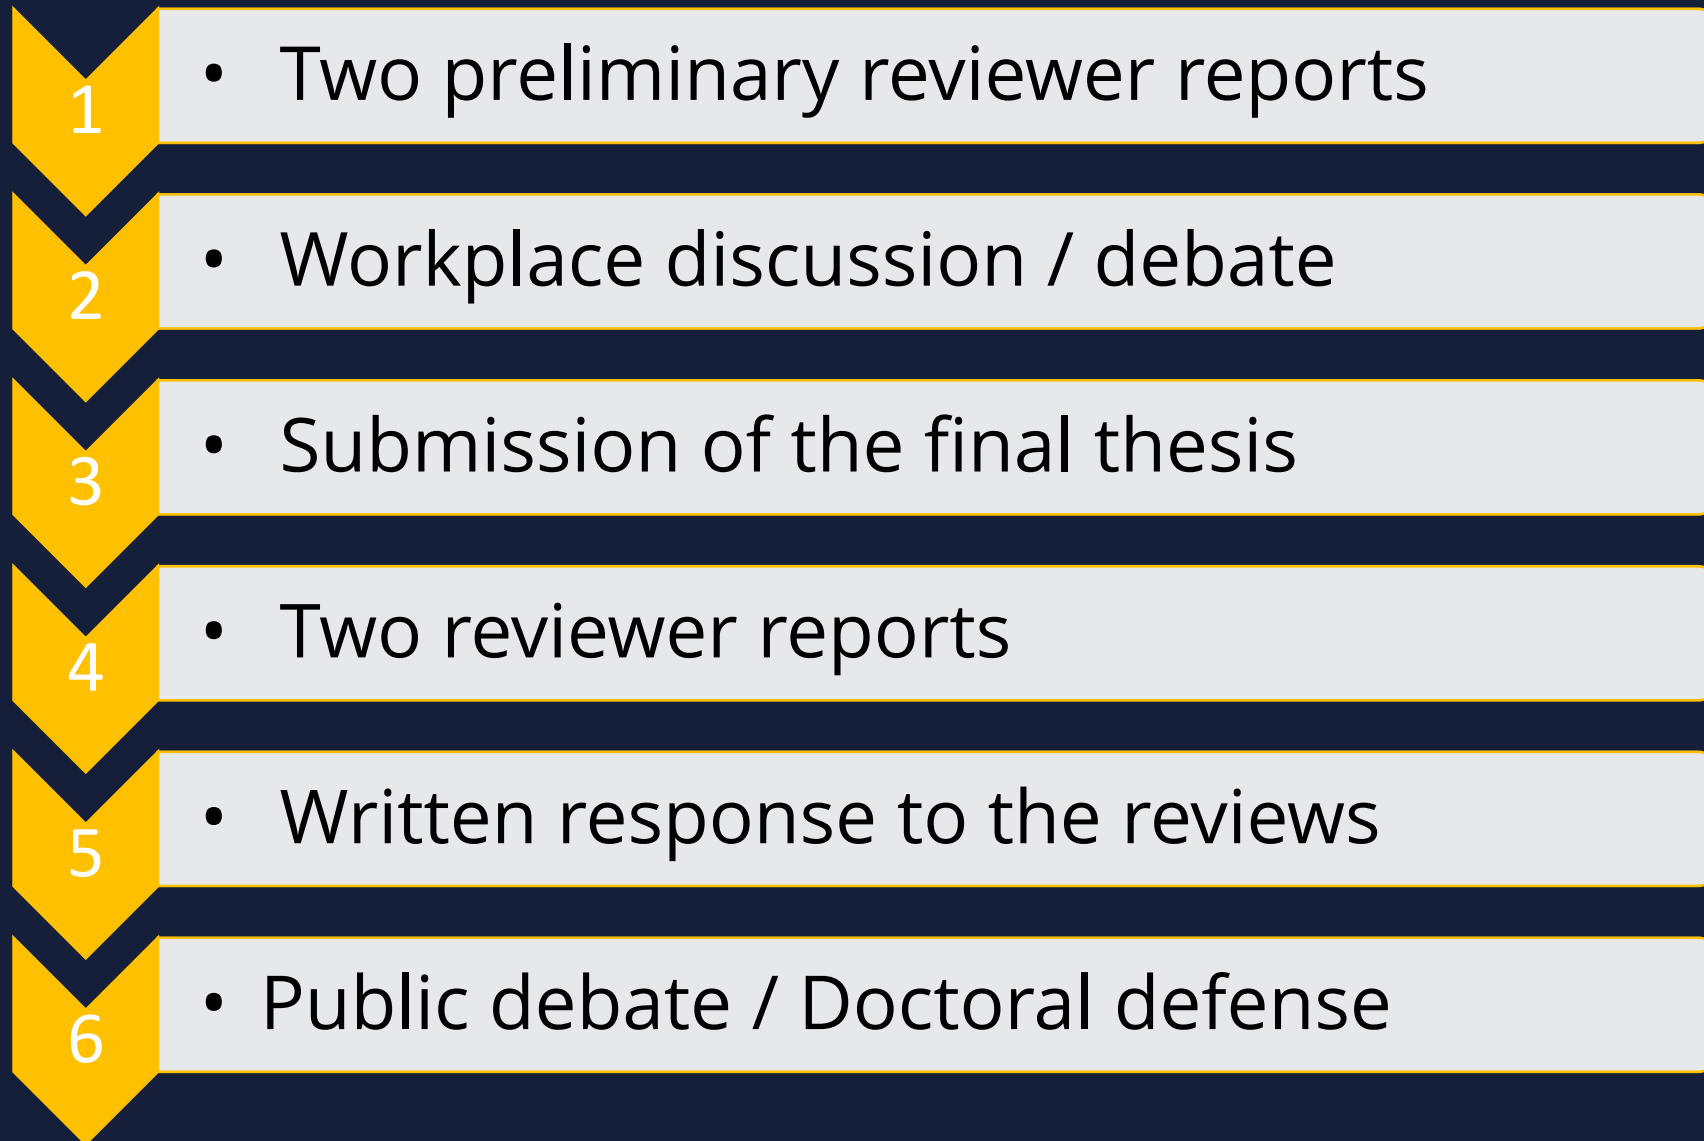 1 • Two preliminary reviewer reports
2 • Workplace discussion / debate
3 • Submission of the final thesis
4 • Two reviewer reports
5 • Written response to the reviews
6 • Public debate / Doctoral defense